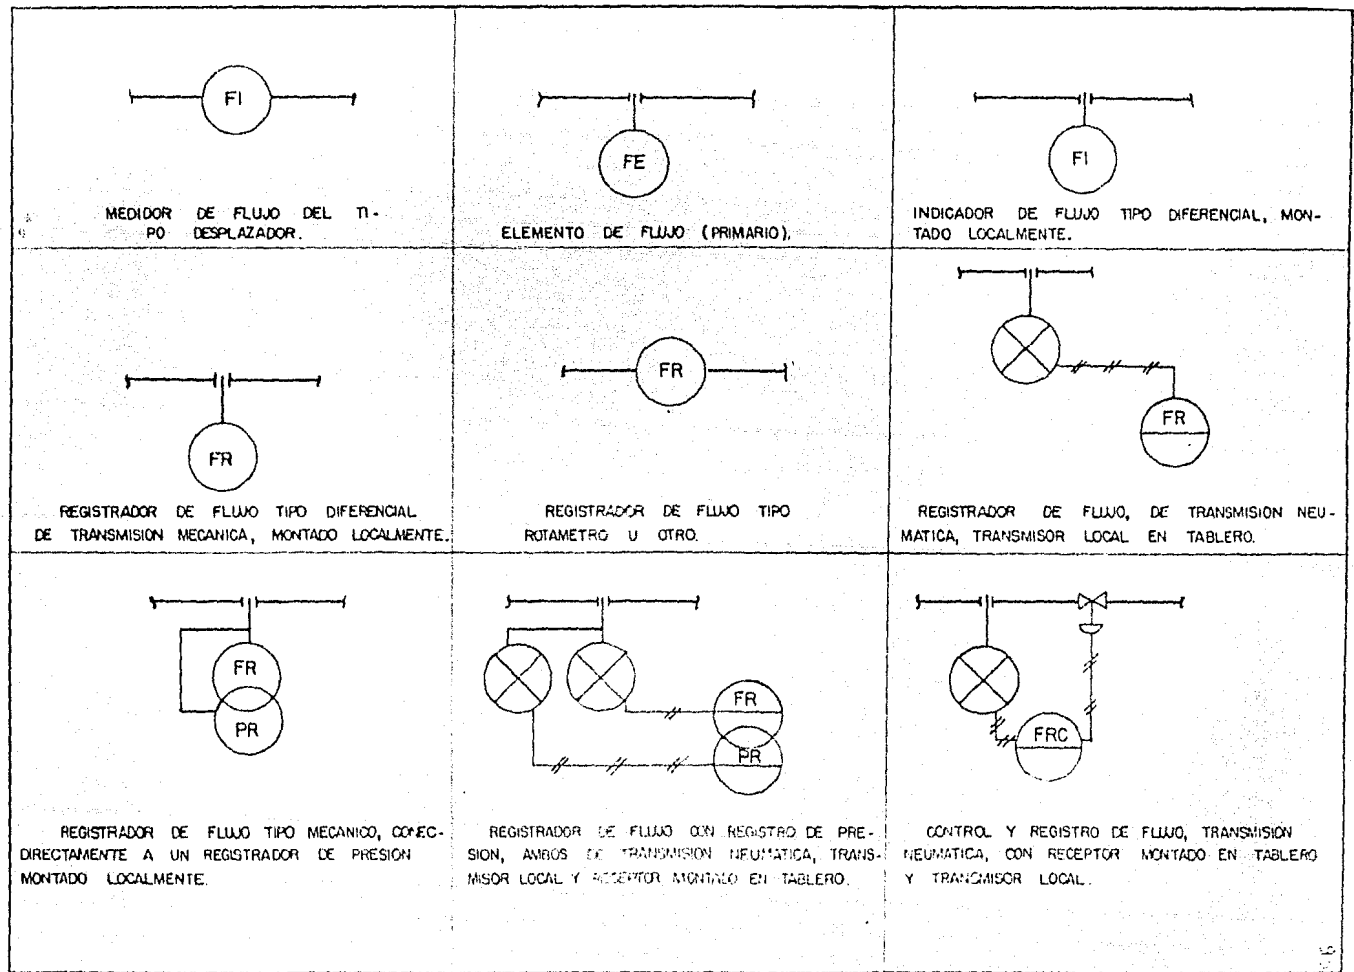 FI
MEDIDOR DE FLUJO DEL TI-
PO DESPLAZADOR.
FE
ELEMENTO DE FLUJO (PRIMARIO).
FI
INDICADOR DE FLUJO TIPO DIFERENCIAL, MON-
TADO LOCALMENTE.
FR
REGISTRADOR DE FLUJO TIPO DIFERENCIAL
DE TRANSMISION MECANICA, MONTADO LOCALMENTE.
FR
REGISTRADOR DE FLUJO TIPO
ROTAMETRO U OTRO.
FR
REGISTRADOR DE FLUJO, DE TRANSMISION NEU-
MATICA, TRANSMISOR LOCAL EN TABLERO.
FR
PR
REGISTRADOR DE FLUJO TIPO MECANICO, CONEC-
DIRECTAMENTE A UN REGISTRADOR DE PRESION
MONTADO LOCALMENTE.
FR
PR
REGISTRADOR DE FLUJO CON REGISTRO DE PRE-
SION, AMBOS DE TRANSMISION NEUMATICA, TRANS-
MISOR LOCAL Y RECEPTOR MONTADO EN TABLERO.
FRC
CONTROL Y REGISTRO DE FLUJO, TRANSMISION
NEUMATICA, CON RECEPTOR MONTADO EN TABLERO
Y TRANSMISOR LOCAL.